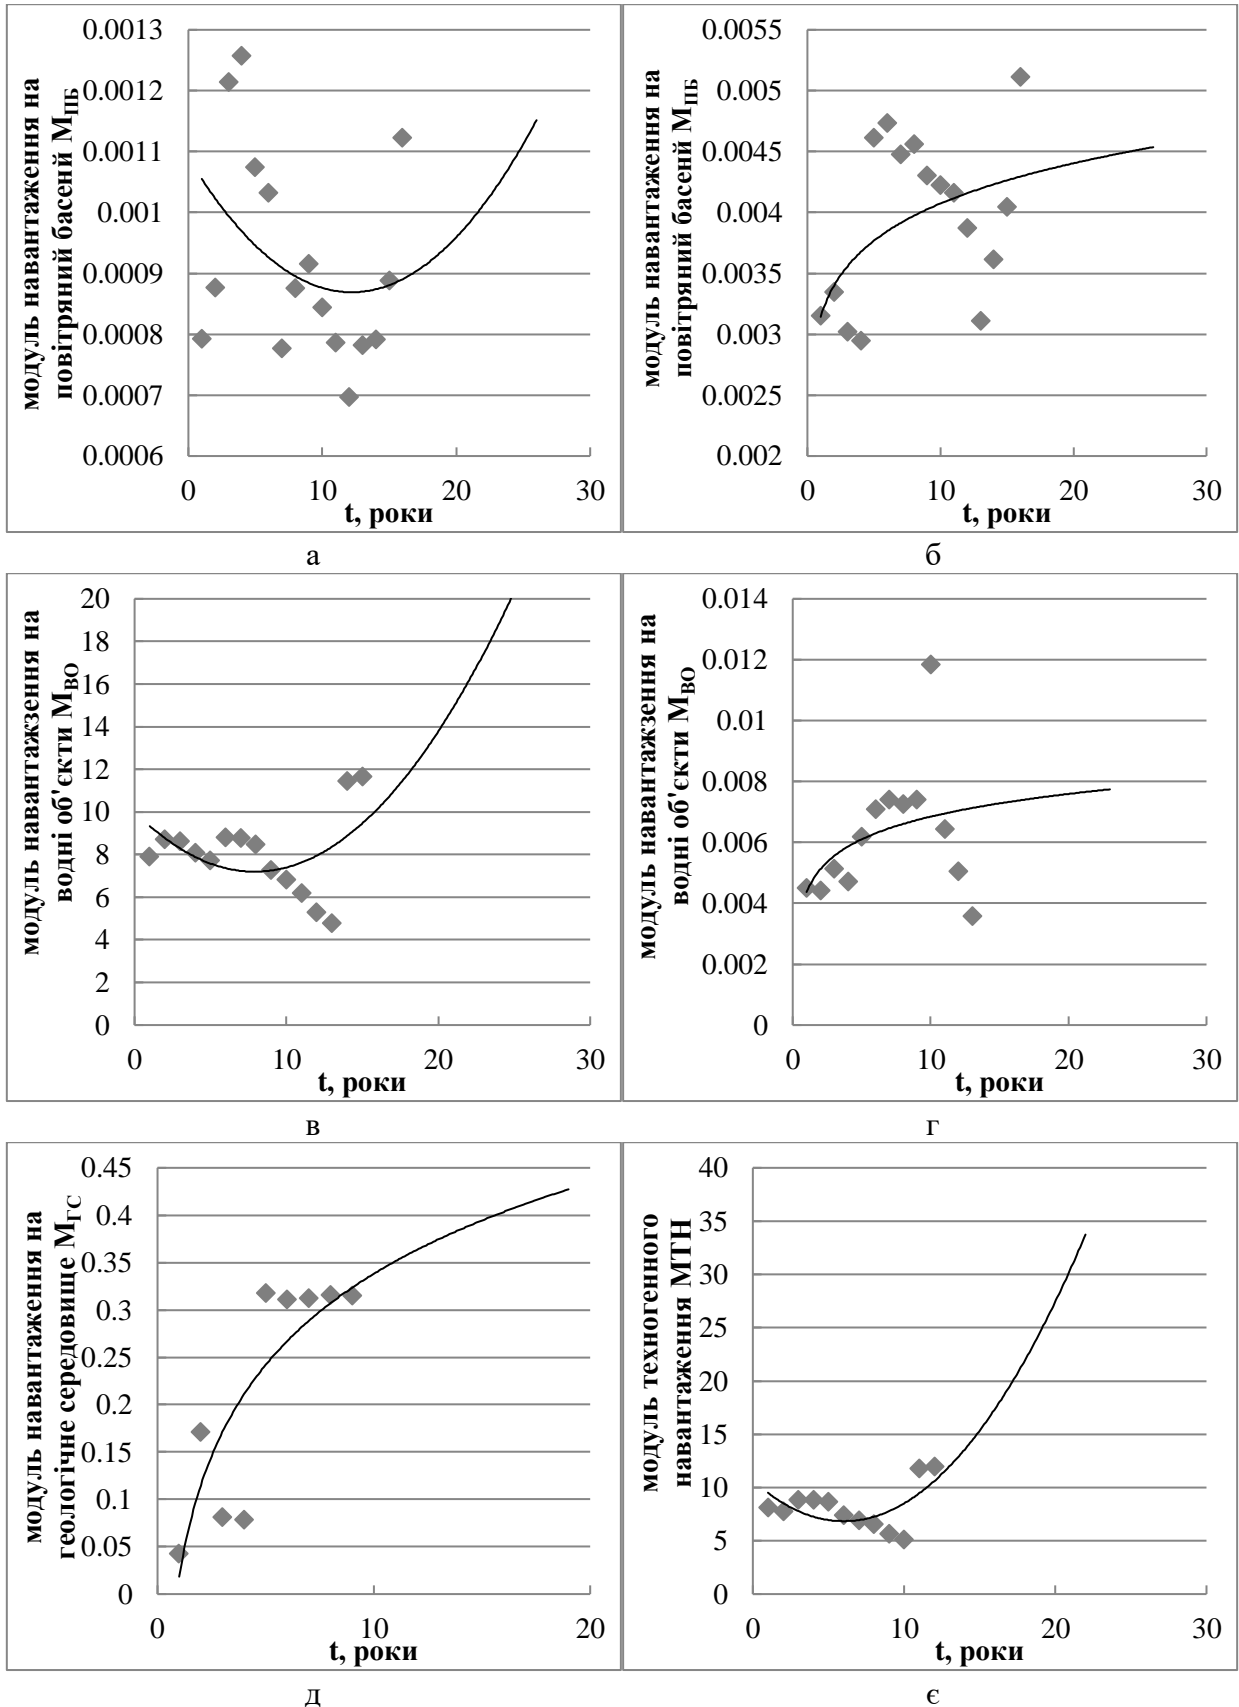 модуль навантаження на
повітряний басенй МПБ
0.0013
0.0012
0.0011
0.001
0.0009
0.0008
0.0007
0.0006
0 10 20 30
t, роки
а
модуль навантаження на
повітряний басенй МПБ
0.0055
0.005
0.0045
0.004
0.0035
0.003
0.0025
0.002
0 10 20 30
t, роки
б
модуль навантажзення на
водні об'єкти МВО
20
18
16
14
12
10
8
6
4
2
0
0 10 20 30
t, роки
в
модуль навантажзення на
водні об'єкти МВО
0.014
0.012
0.01
0.008
0.006
0.004
0.002
0
0 10 20 30
t, роки
г
модуль навантаження на
геологічне середовище МГС
0.45
0.4
0.35
0.3
0.25
0.2
0.15
0.1
0.05
0
0 10 20
t, роки
д
модуль техногенного
навантаження МТН
40
35
30
25
20
15
10
5
0
0 10 20 30
t, роки
є